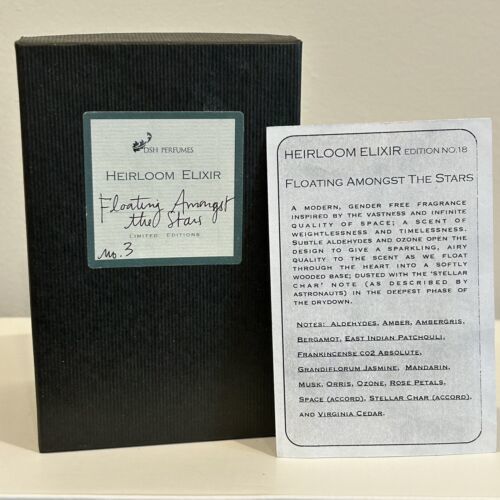 DSH PERFUMES
HEIRLOOM ELIXIR
Floating Amongst
the Stars
LIMITED EDITIONS
no. 3
HEIRLOOM ELIXIR EDITION NO.18
FLOATING AMONGST THE STARS
A MODERN, GENDER FREE FRAGRANCE
INSPIRED BY THE VASTNESS AND INFINITE
QUALITY OF SPACE; A SCENT OF
WEIGHTLESSNESS AND TIMELESSNESS.
SUBTLE ALDEHYDES AND OZONE OPEN THE
DESIGN TO GIVE A SPARKLING, AIRY
QUALITY TO THE SCENT AS WE FLOAT
THROUGH THE HEART INTO A SOFTLY
WOODED BASE; DUSTED WITH THE 'STELLAR
CHAR' NOTE (AS DESCRIBED BY
ASTRONAUTS) IN THE DEEPEST PHASE OF
THE DRYDOWN.
NOTES: ALDEHYDES, AMBER, AMBERGRIS,
BERGAMOT, EAST INDIAN PATCHOULI,
FRANKINCENSE CO2 ABSOLUTE,
GRANDIFLORUM JASMINE, MANDARIN,
MUSK, ORRIS, OZONE, ROSE PETALS,
SPACE (ACCORD), STELLAR CHAR (ACCORD),
AND VIRGINIA CEDAR.